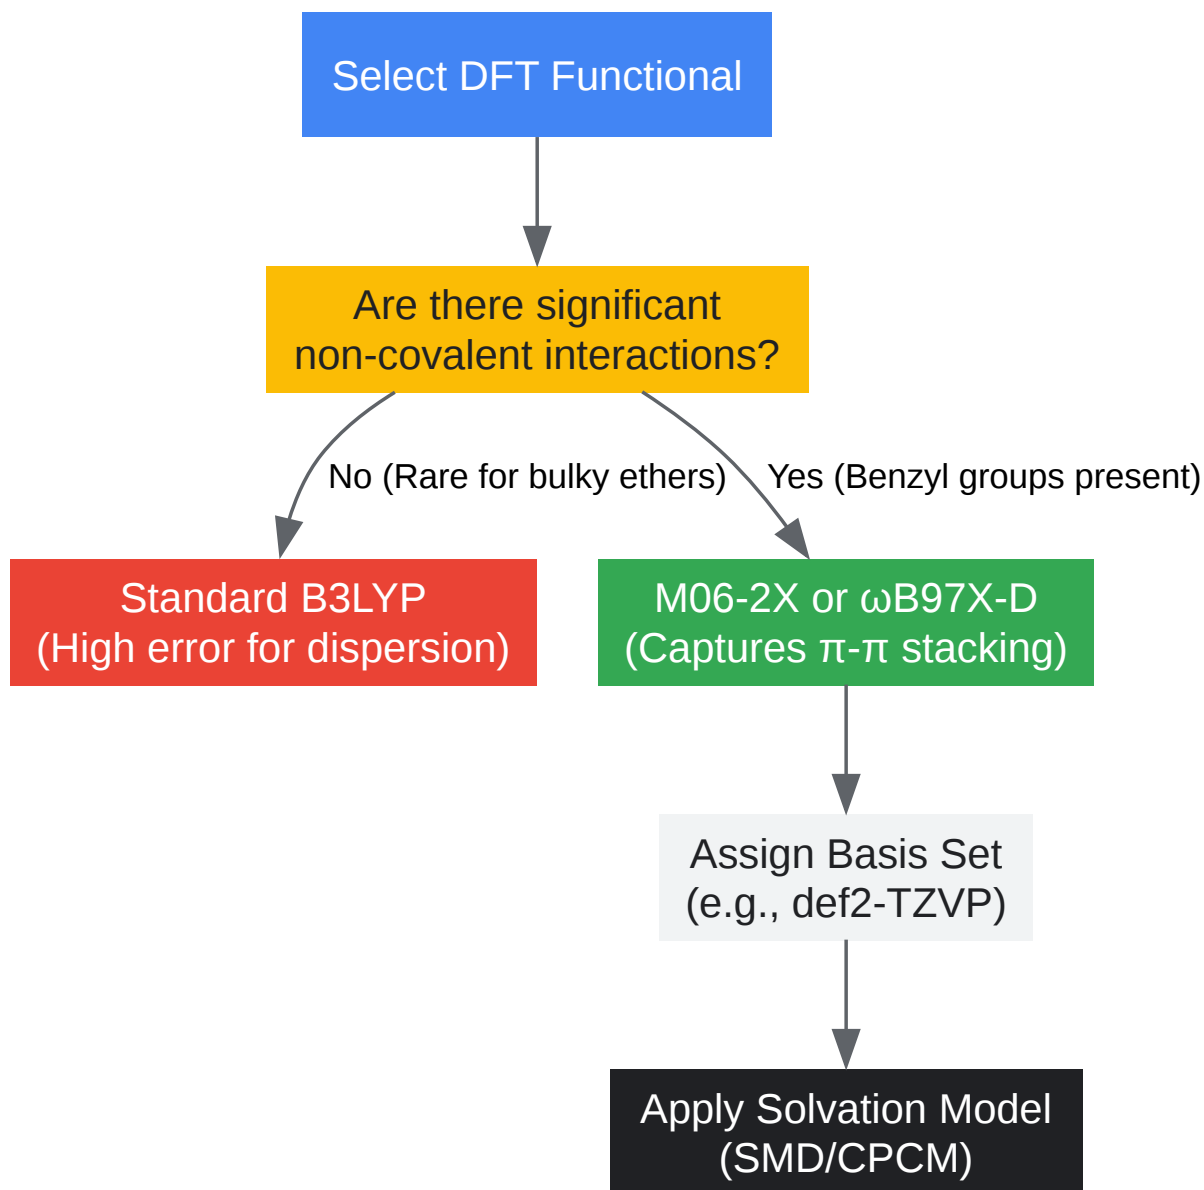 Select DFT Functional
Are there significant
non-covalent interactions?
No (Rare for bulky ethers)
Yes (Benzyl groups present)
Standard B3LYP
(High error for dispersion)
M06-2X or ωB97X-D
(Captures π-π stacking)
Assign Basis Set
(e.g., def2-TZVP)
Apply Solvation Model
(SMD/CPCM)